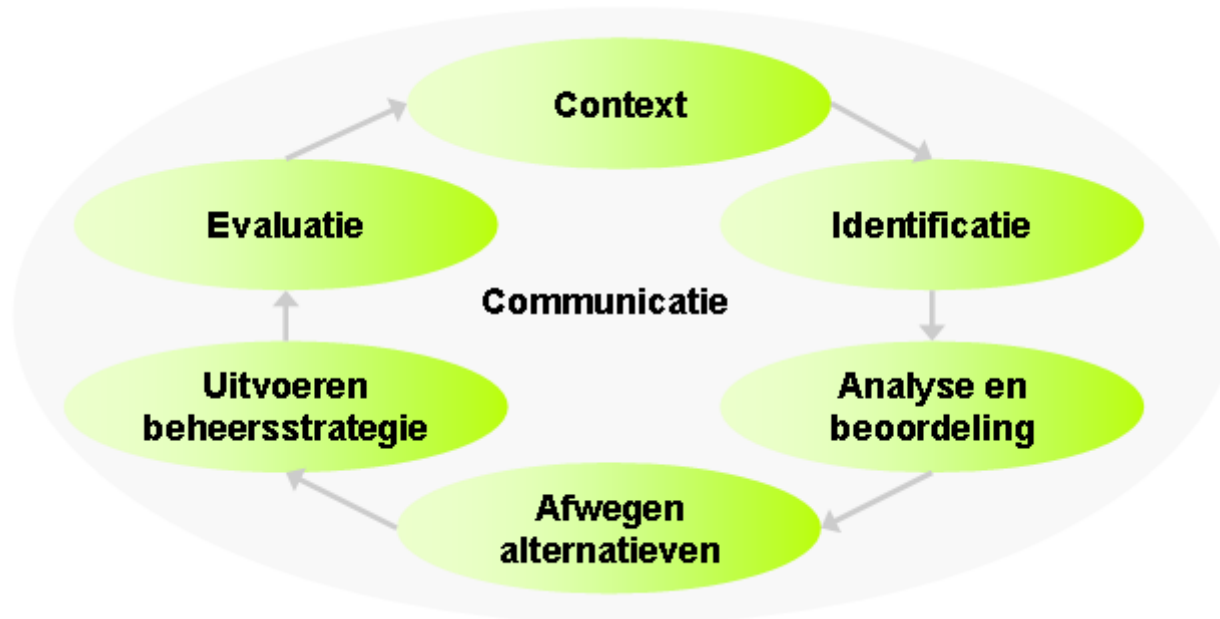 Context
Evaluatie
Identificatie
Communicatie
Uitvoeren
beheersstrategie
Analyse en
beoordeling
Afwegen
alternatieven